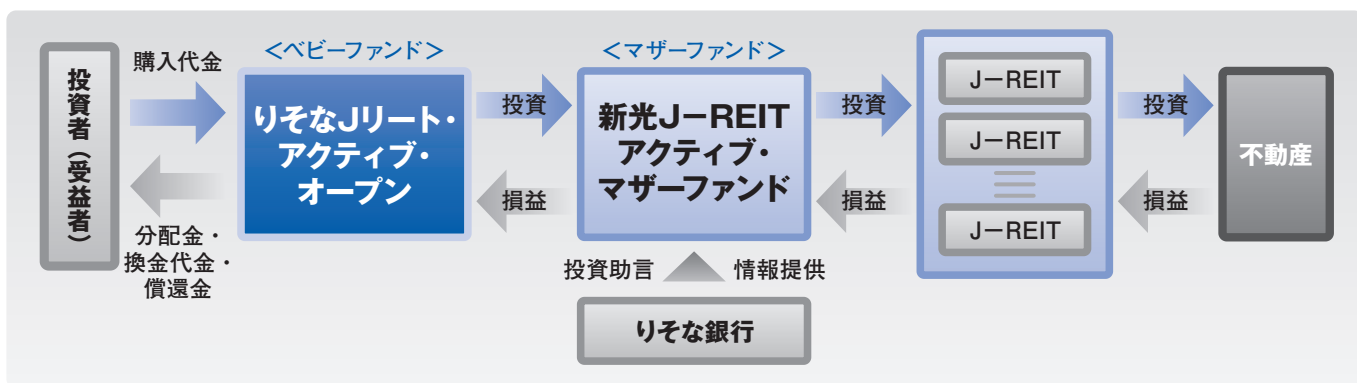 投資者（受益者）
購入代金
分配金・
換金代金・
償還金
＜ベビーファンド＞
りそなJリート・
アクティブ・
オープン
投資
損益
＜マザーファンド＞
新光J－REIT
アクティブ・
マザーファンド
投資助言
情報提供
りそな銀行
投資
損益
J－REIT
J－REIT
J－REIT
投資
損益
不動産